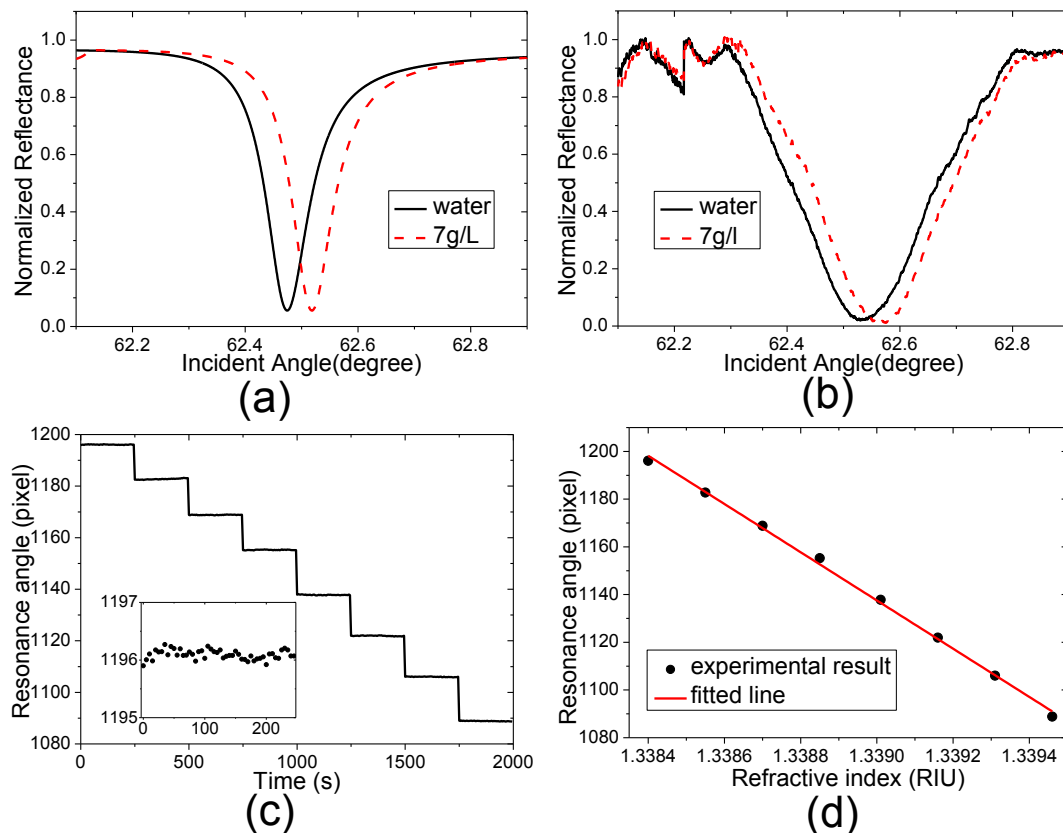 1.0
0.8
0.6
0.4
0.2
0.0
Normalized Reflectance
water
7g/L
62.2 62.4 62.6 62.8
Incident Angle(degree)
(a)
1.0
0.8
0.6
0.4
0.2
0.0
Normalized Reflectance
water
7g/l
62.2 62.4 62.6 62.8
Incident Angle(degree)
(b)
1200
1180
1160
1140
1120
1100
1080
Resonance angle (pixel)
1197
1196
1195
0 100 200
0 500 1000 1500 2000
Time (s)
(c)
1200
1180
1160
1140
1120
1100
1080
Resonance angle (pixel)
experimental result
fitted line
1.3384 1.3386 1.3388 1.3390 1.3392 1.3394
Refractive index (RIU)
(d)